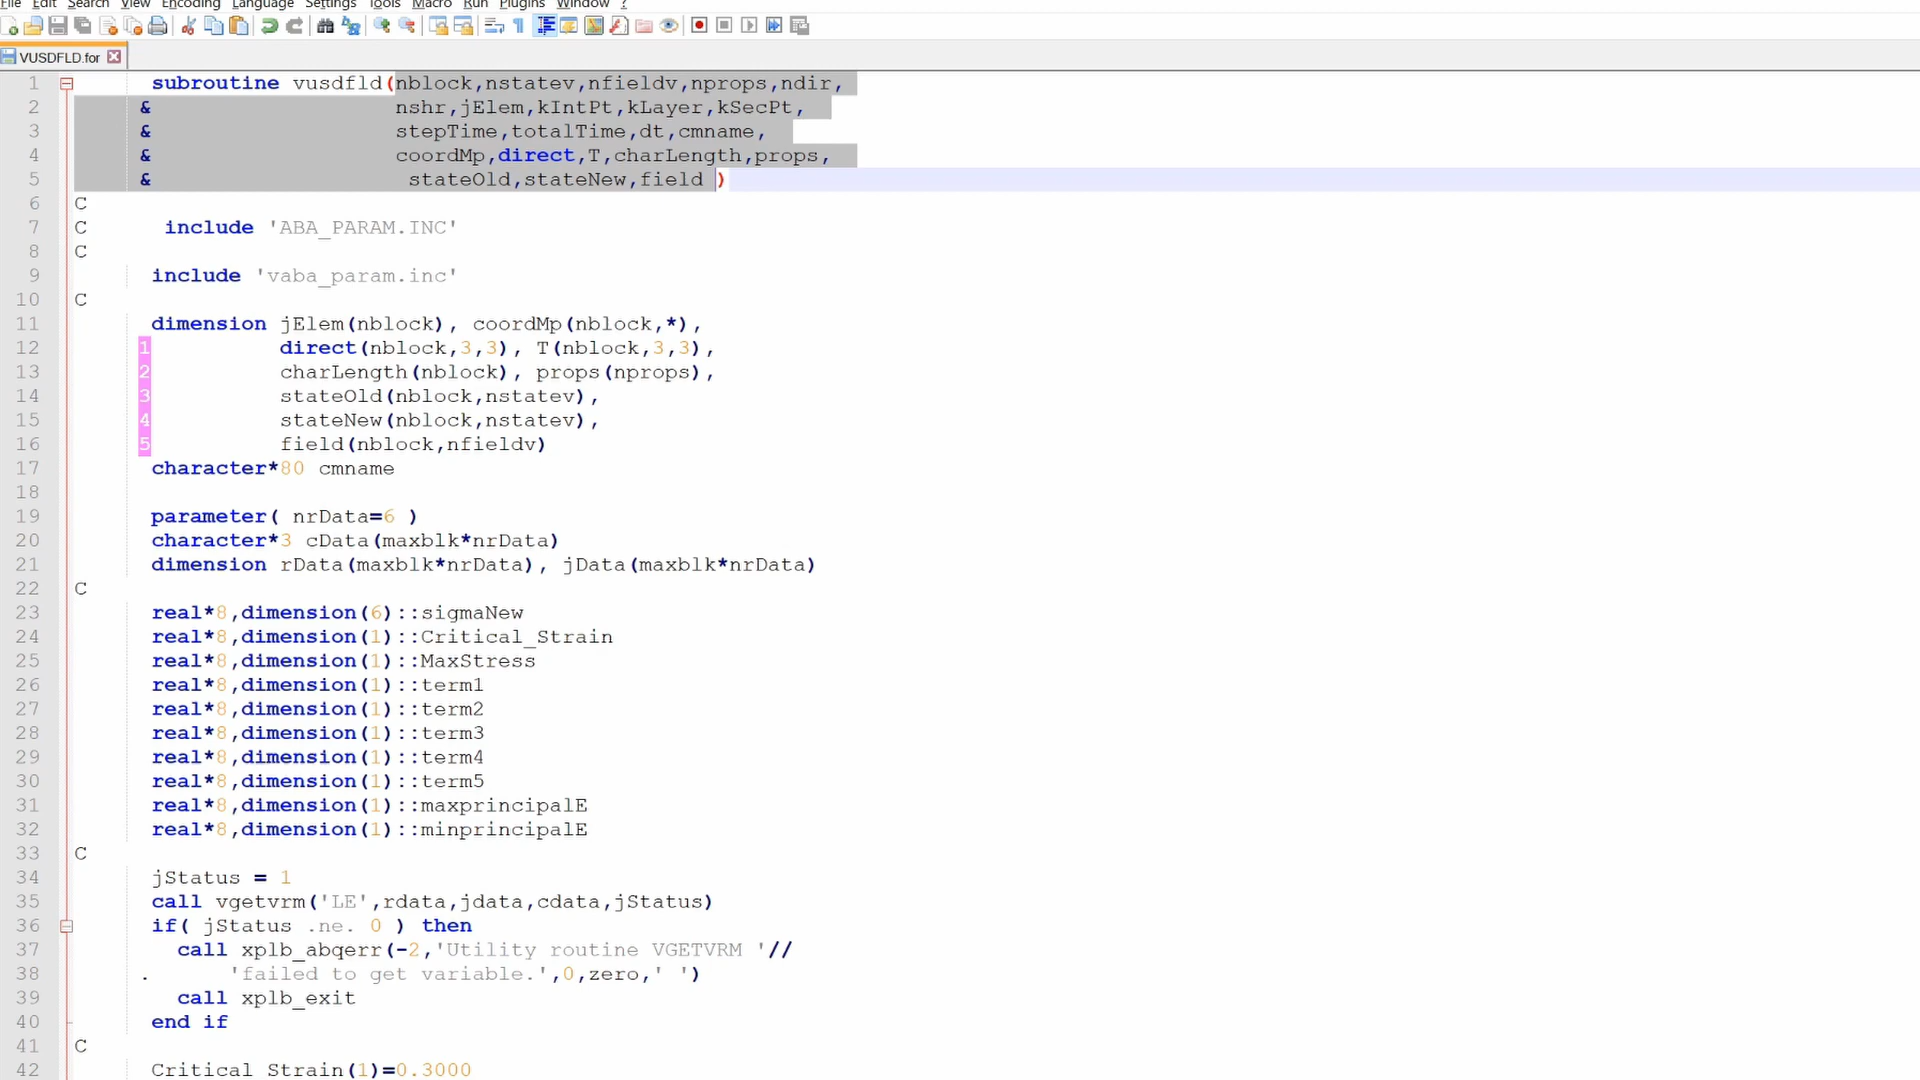 File Edit Search View Encoding Language Settings Tools Macro Run Plugins Window ?
VUSDFLD.for
1 subroutine vusdfld(nblock,nstatev,nfieldv,nprops,ndir,
2 & nshr,jElem,kIntPt,kLayer,kSecPt,
3 & stepTime,totalTime,dt,cmname,
4 & coordMp,direct,T,charLength,props,
5 & stateOld,stateNew,field )
6 C
7 C include 'ABA_PARAM.INC'
8 C
9 include 'vaba_param.inc'
10 C
11 dimension jElem(nblock), coordMp(nblock,*),
12 1 direct(nblock,3,3), T(nblock,3,3),
13 2 charLength(nblock), props(nprops),
14 3 stateOld(nblock,nstatev),
15 4 stateNew(nblock,nstatev),
16 5 field(nblock,nfieldv)
17 character*80 cmname
18
19 parameter( nrData=6 )
20 character*3 cData(maxblk*nrData)
21 dimension rData(maxblk*nrData), jData(maxblk*nrData)
22 C
23 real*8,dimension(6)::sigmaNew
24 real*8,dimension(1)::Critical_Strain
25 real*8,dimension(1)::MaxStress
26 real*8,dimension(1)::term1
27 real*8,dimension(1)::term2
28 real*8,dimension(1)::term3
29 real*8,dimension(1)::term4
30 real*8,dimension(1)::term5
31 real*8,dimension(1)::maxprincipalE
32 real*8,dimension(1)::minprincipalE
33 C
34 jStatus = 1
35 call vgetvrm('LE',rdata,jdata,cdata,jStatus)
36 if( jStatus .ne. 0 ) then
37 call xplb_abqerr(-2,'Utility routine VGETVRM '//
38 . 'failed to get variable.',0,zero,' ')
39 call xplb_exit
40 end if
41 C
42 Critical_Strain(1)=0.3000